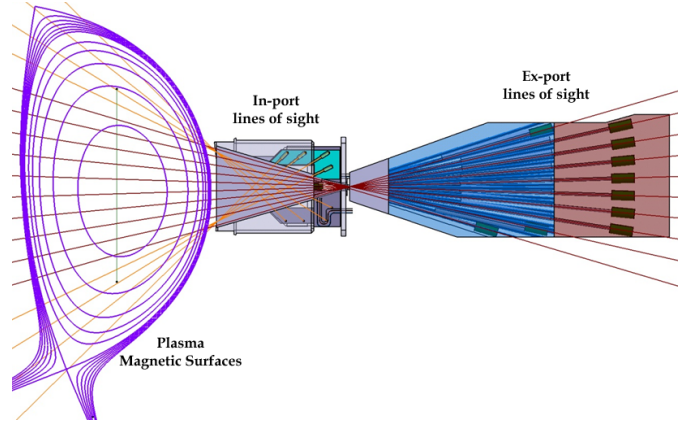 In-port
lines of sight
Ex-port
lines of sight
Plasma
Magnetic Surfaces